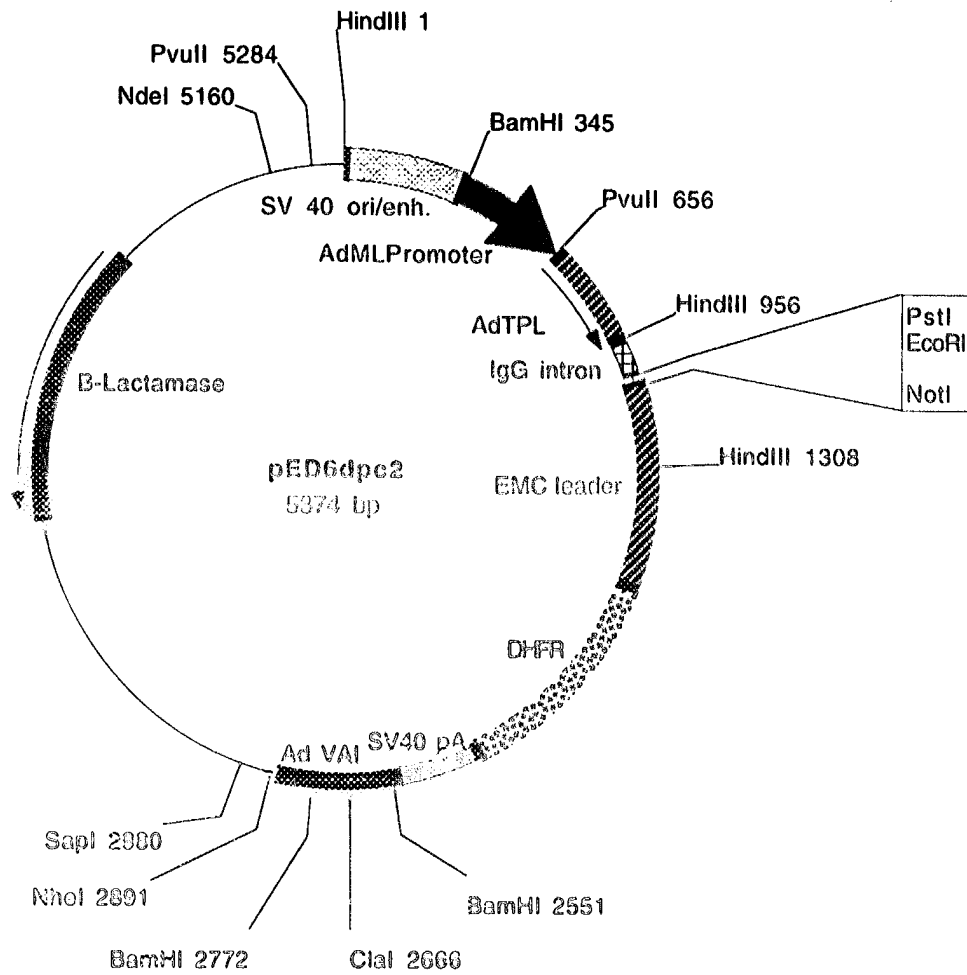 HindIII 1
PvuII 5284
NdeI 5160
BamHI 345
SV 40 ori/enh.
PvuII 656
AdMLPromoter
HindIII 956
AdTPL
PstI
EcoRI
NotI
IgG intron
B-Lactamase
pED6dpc2
5374 bp
HindIII 1308
EMC leader
DHFR
SV40 pA
Ad VAI
SapI 2980
NheI 2891
BamHI 2551
BamHI 2772
ClaI 2666